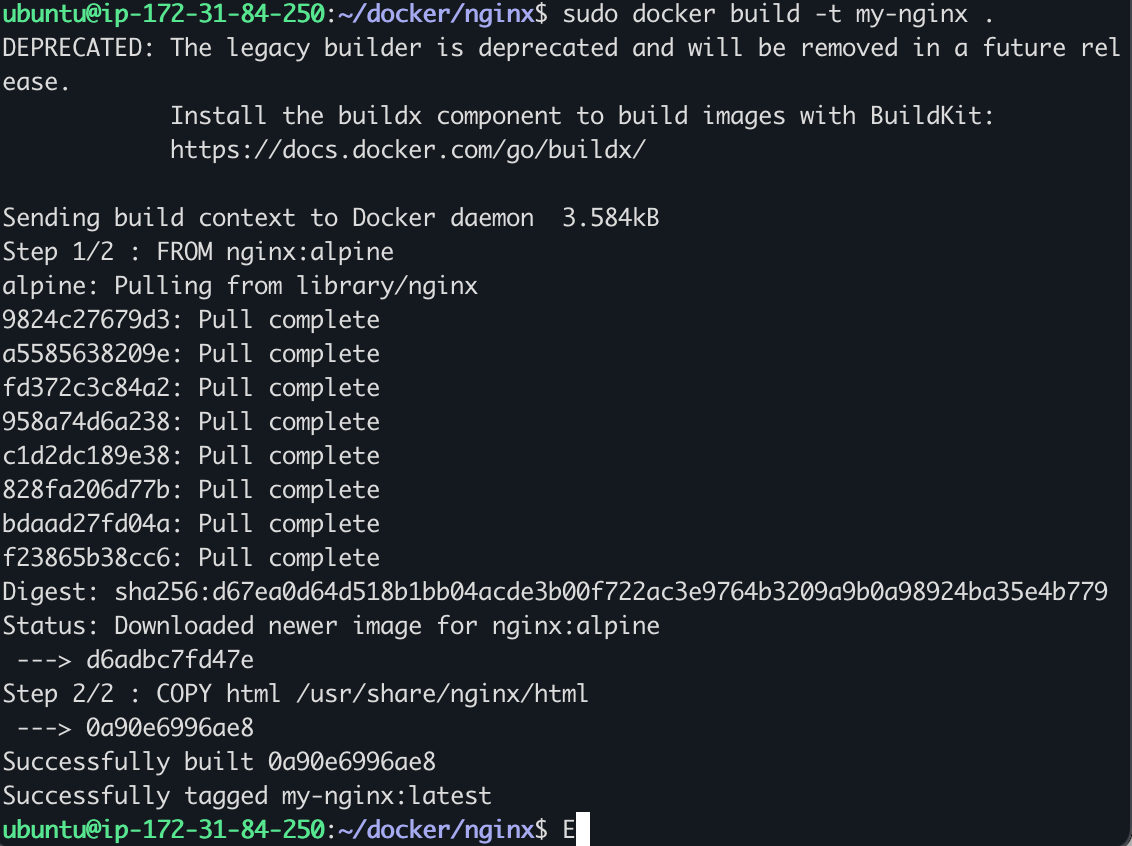 ubuntu@ip-172-31-84-250:~/docker/nginx$ sudo docker build -t my-nginx .
DEPRECATED: The legacy builder is deprecated and will be removed in a future rel
ease.
            Install the buildx component to build images with BuildKit:
            https://docs.docker.com/go/buildx/

Sending build context to Docker daemon  3.584kB
Step 1/2 : FROM nginx:alpine
alpine: Pulling from library/nginx
9824c27679d3: Pull complete
a5585638209e: Pull complete
fd372c3c84a2: Pull complete
958a74d6a238: Pull complete
c1d2dc189e38: Pull complete
828fa206d77b: Pull complete
bdaad27fd04a: Pull complete
f23865b38cc6: Pull complete
Digest: sha256:d67ea0d64d518b1bb04acde3b00f722ac3e9764b3209a9b0a98924ba35e4b779
Status: Downloaded newer image for nginx:alpine
 ---> d6adbc7fd47e
Step 2/2 : COPY html /usr/share/nginx/html
 ---> 0a90e6996ae8
Successfully built 0a90e6996ae8
Successfully tagged my-nginx:latest
ubuntu@ip-172-31-84-250:~/docker/nginx$ E